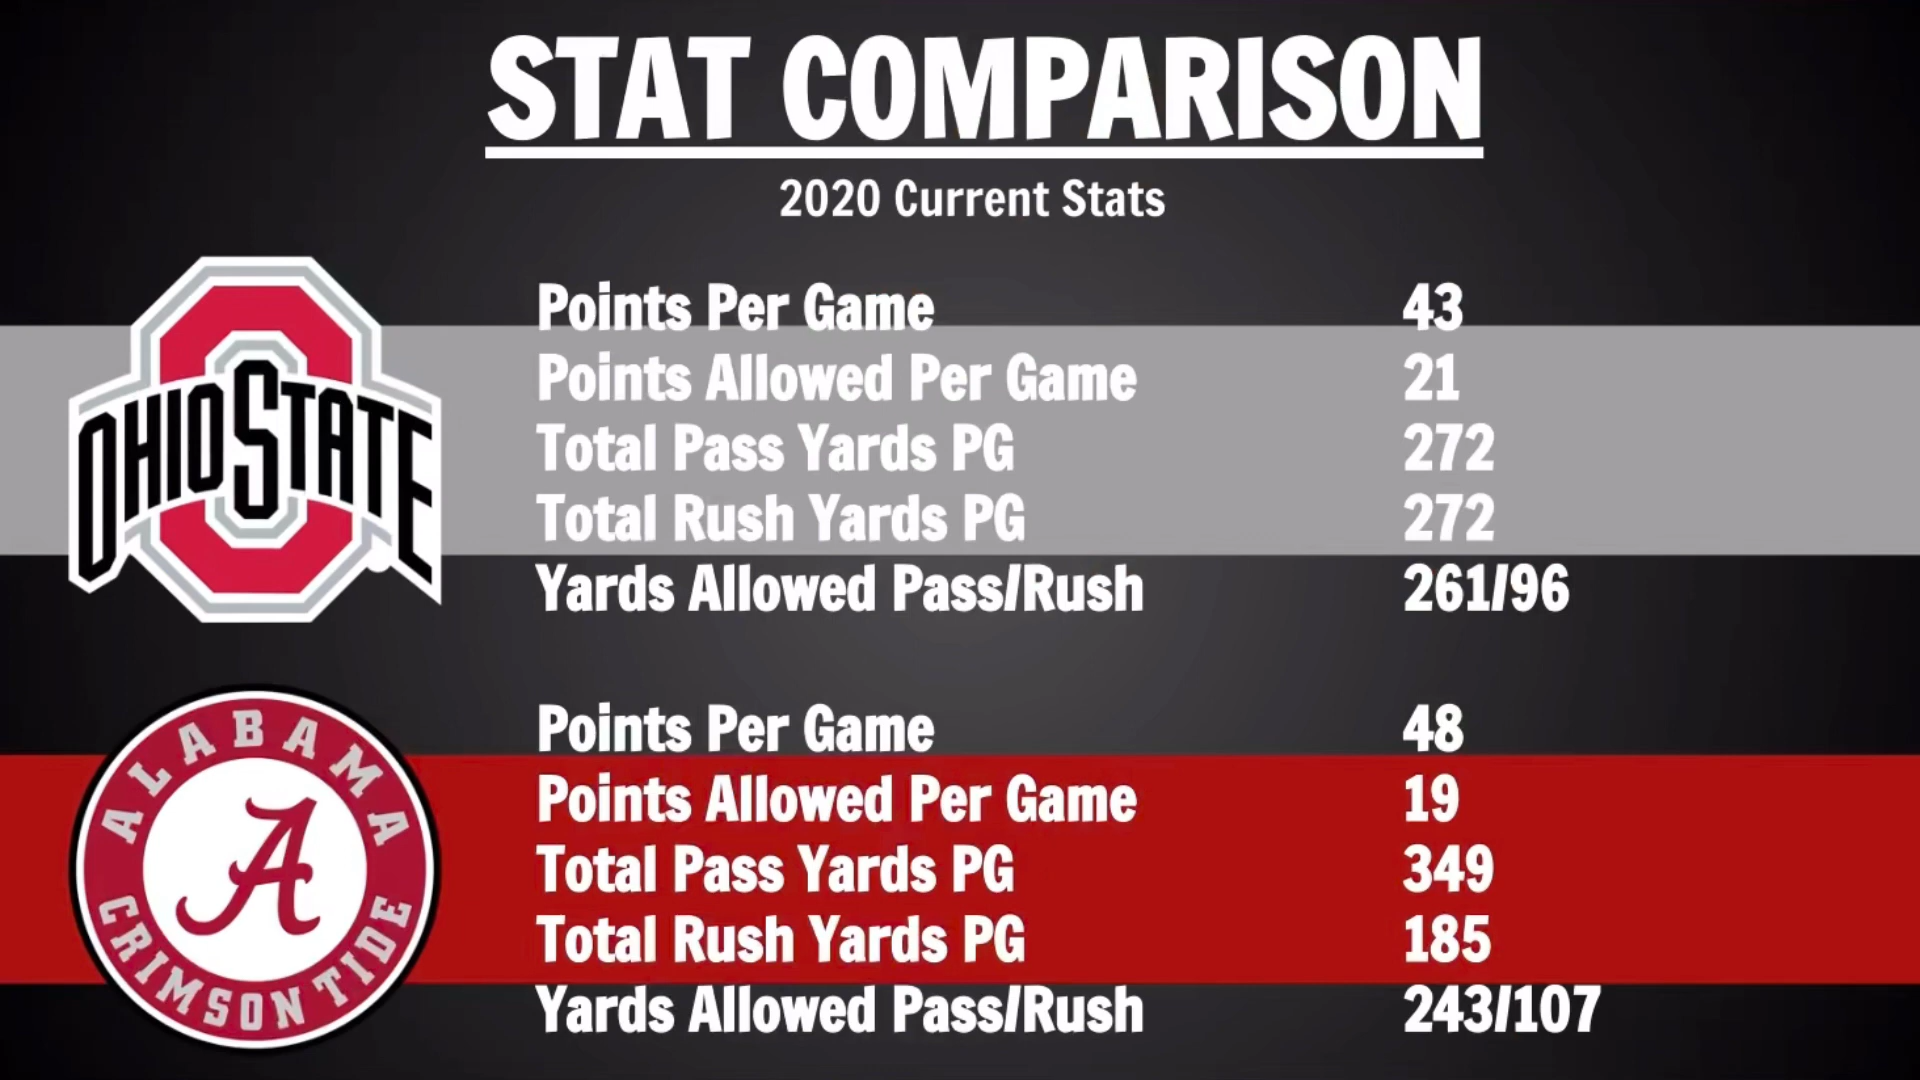 STAT COMPARISON
2020 Current Stats
OHIO STATE
Points Per Game 43
Points Allowed Per Game 21
Total Pass Yards PG 272
Total Rush Yards PG 272
Yards Allowed Pass/Rush 261/96
ALABAMA
A
CRIMSON TIDE
Points Per Game 48
Points Allowed Per Game 19
Total Pass Yards PG 349
Total Rush Yards PG 185
Yards Allowed Pass/Rush 243/107